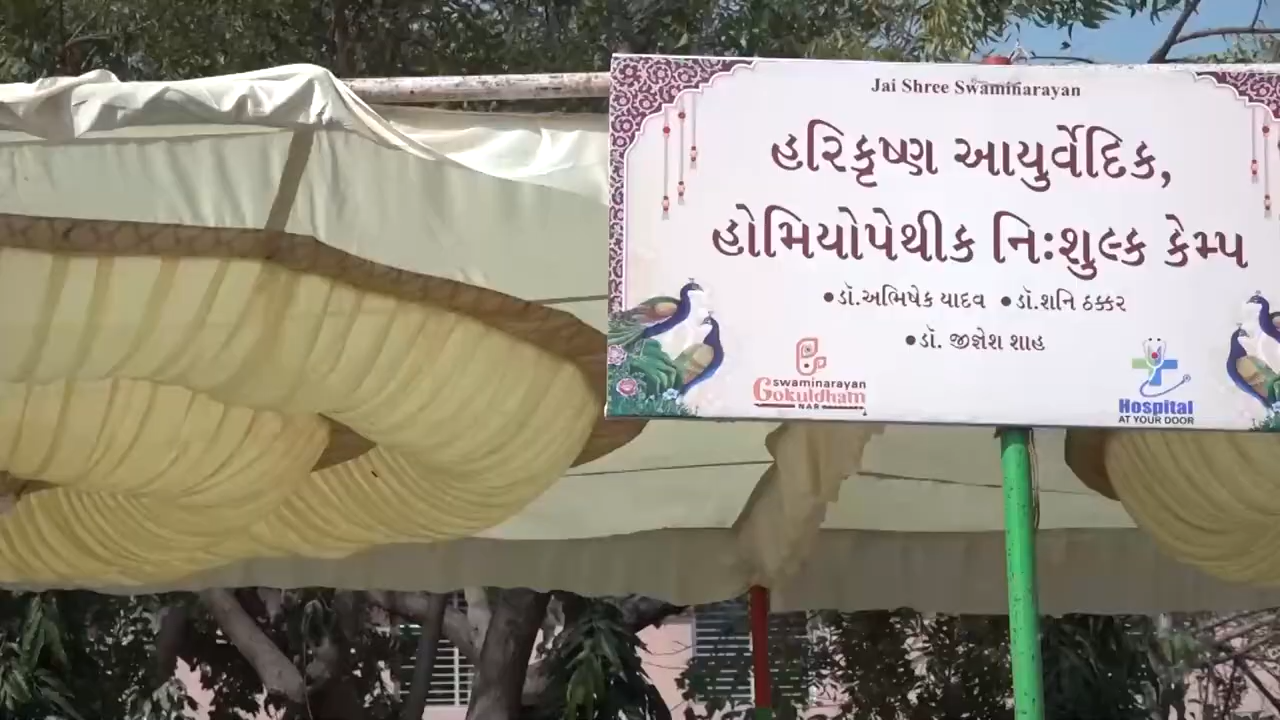 Jai Shree Swaminarayan
હરિકૃષ્ણ આયુર્વેદિક,
હોમિયોપેથીક નિઃશુલ્ક કેમ્પ
•ડૉ.અભિષેક યાદવ •ડૉ.શનિ ઠક્કર
•ડૉ. જીજ્ઞેશ શાહ
swaminarayan
Gokuldham
NAR
Hospital
AT YOUR DOOR